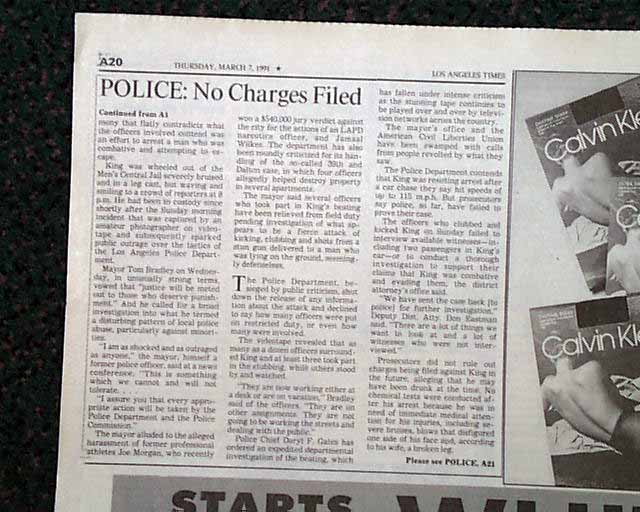 A20
THURSDAY, MARCH 7, 1991 ★
LOS ANGELES TIMES
POLICE: No Charges Filed
Continued from A1
mony that flatly contradicts what
the officers involved contend was
an effort to arrest a man who was
combative and attempting to es-
cape.
King was wheeled out of the
Men's Central Jail severely bruised
and in a leg cast, but waving and
smiling to a crowd of reporters at 8
p.m. He had been in custody since
shortly after the Sunday morning
incident that was captured by an
amateur photographer on video-
tape and subsequently sparked
public outrage over the tactics of
the Los Angeles Police Depart-
ment.
Mayor Tom Bradley on Wednes-
day, in unusually strong terms,
vowed that "justice will be meted
out to those who deserve punish-
ment." And he called for a broad
investigation into what he termed
a disturbing pattern of local police
abuse, particularly against minori-
ties.
"I am as shocked and as outraged
as anyone," the mayor, himself a
former police officer, said at a news
conference. "This is something
which we cannot and will not
tolerate. . . .
"I assure you that every appro-
priate action will be taken by the
Police Department and the Police
Commission."
The mayor alluded to the alleged
harassment of former professional
athletes Joe Morgan, who recently
won a $540,000 jury verdict against
the city for the actions of an LAPD
narcotics officer, and Jamaal
Wilkes. The department has also
been roundly criticized for its han-
dling of the so-called 39th and
Dalton case, in which four officers
allegedly helped destroy property
in several apartments.
The mayor said several officers
who took part in King's beating
have been relieved from field duty
pending investigation of what ap-
pears to be a fierce attack of
kicking, clubbing and shots from a
stun gun delivered to a man who
was lying on the ground, seeming-
ly defenseless.
The Police Department, be-
sieged by public criticism, shut
down the release of any informa-
tion about the attack and declined
to say how many officers were put
on restricted duty, or even how
many were involved.
The videotape revealed that as
many as a dozen officers surround-
ed King and at least three took part
in the clubbing, while others stood
by and watched.
"They are now working either at
a desk or are on vacation," Bradley
said of the officers. "They are on
other assignments. They are not
going to be working the streets and
dealing with the public."
Police Chief Daryl F. Gates has
ordered an expedited departmental
investigation of the beating, which
has fallen under intense criticism
as the stunning tape continues to
be played over and over by televi-
sion networks across the country.
The mayor's office and the
American Civil Liberties Union
have been swamped with calls
from people revolted by what they
saw.
The Police Department contends
that King was resisting arrest after
a car chase they say hit speeds of
up to 115 m.p.h. But prosecutors
say police, so far, have failed to
prove their case.
The officers who clubbed and
kicked King on Sunday failed to
interview available witnesses—in-
cluding two passengers in King's
car—or to conduct a thorough
investigation to support their
claims that King was combative
and evading them, the district
attorney's office said.
"We have sent the case back [to
police] for further investigation,"
Deputy Dist. Atty. Don Eastman
said. "There are a lot of things we
want to look at and a lot of
witnesses who were not inter-
viewed."
Prosecutors did not rule out
charges being filed against King in
the future, alleging that he may
have been drunk at the time. No
chemical tests were conducted af-
ter his arrest because he was in
need of immediate medical atten-
tion for his injuries, including se-
vere bruises, blows that disfigured
one side of his face and, according
to his wife, a broken leg.
Please see POLICE, A21
Calvin Kle
Calvin Kle
STARTS